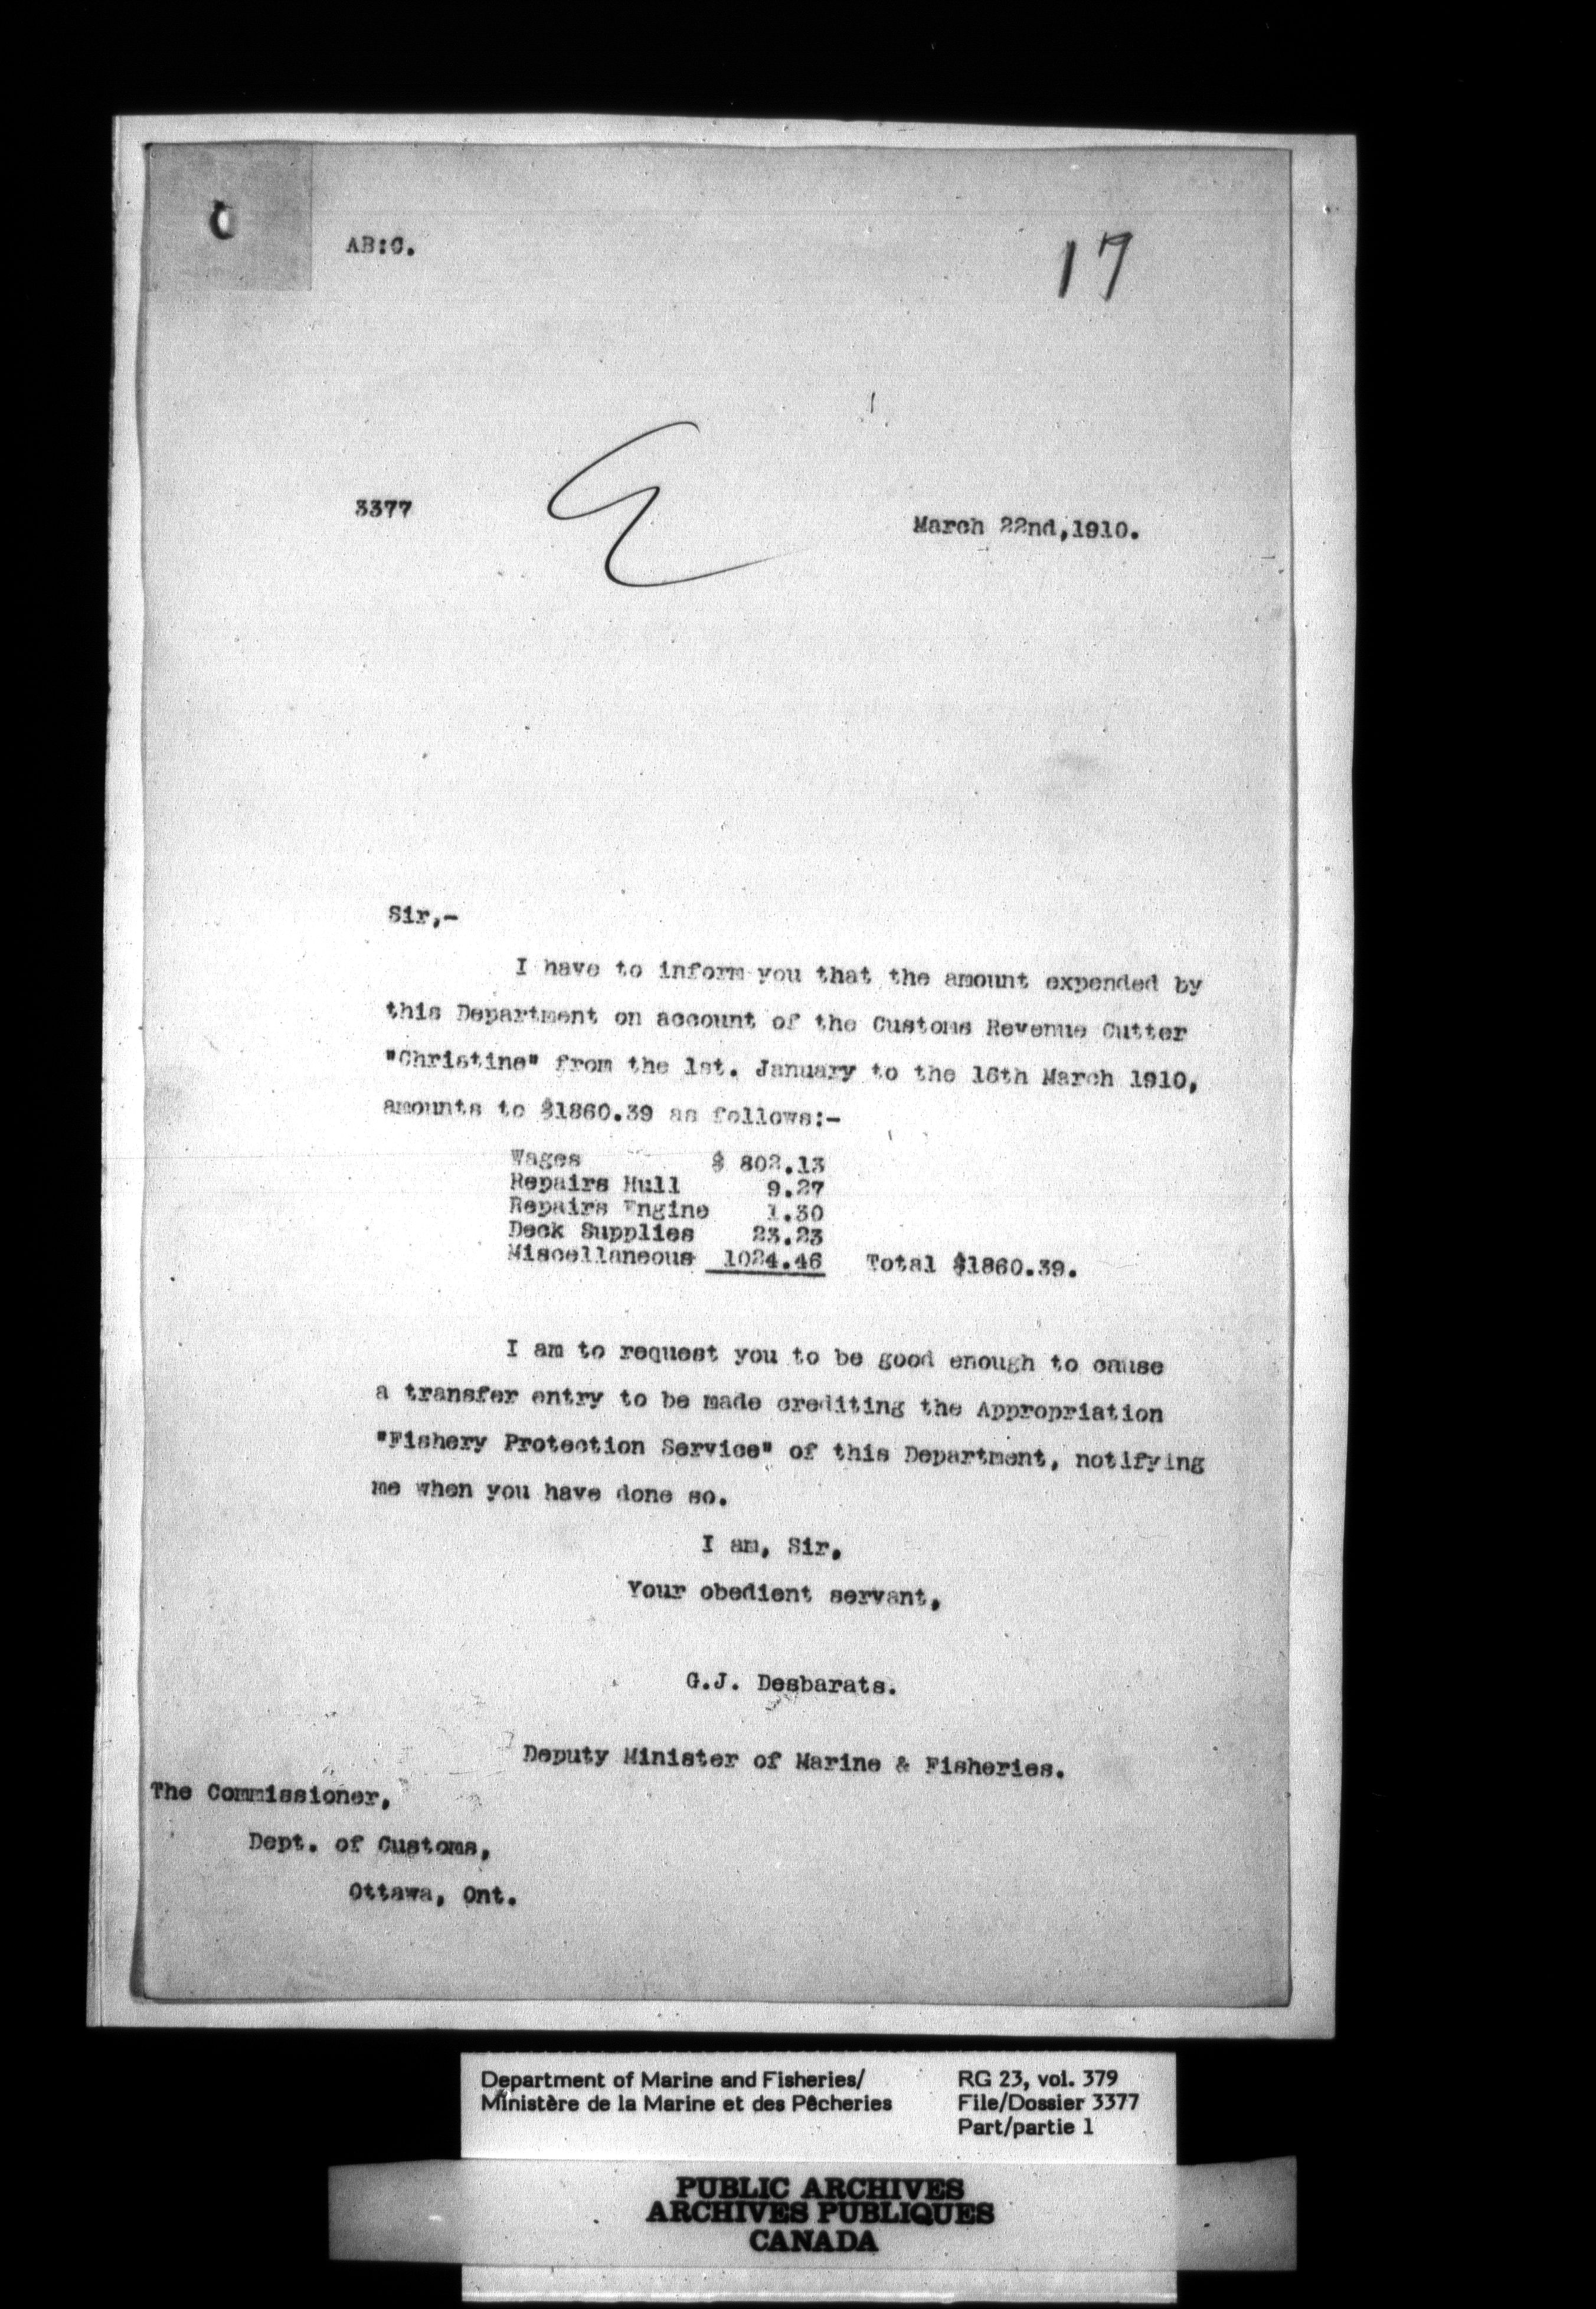 AB:C.
17
3377
March 22nd,1910.
Sir,-
I have to inform you that the amount expended by
this Department on account of the Customs Revenue Cutter
"Christine" from the 1st. January to the 16th March 1910,
amounts to $1860.39 as follows:-
Wages $ 802.13
Repairs Hull 9.27
Repairs Engine 1.30
Deck Supplies 23.23
Miscellaneous 1024.46 Total $1860.39.
I am to request you to be good enough to cause
a transfer entry to be made crediting the Appropriation
"Fishery Protection Service" of this Department, notifying
me when you have done so.
I am, Sir,
Your obedient servant,
G.J. Desbarats.
Deputy Minister of Marine & Fisheries.
The Commissioner,
Dept. of Customs,
Ottawa, Ont.
Department of Marine and Fisheries/ RG 23, vol. 379
Ministère de la Marine et des Pêcheries File/Dossier 3377
Part/partie 1
PUBLIC ARCHIVES
ARCHIVES PUBLIQUES
CANADA